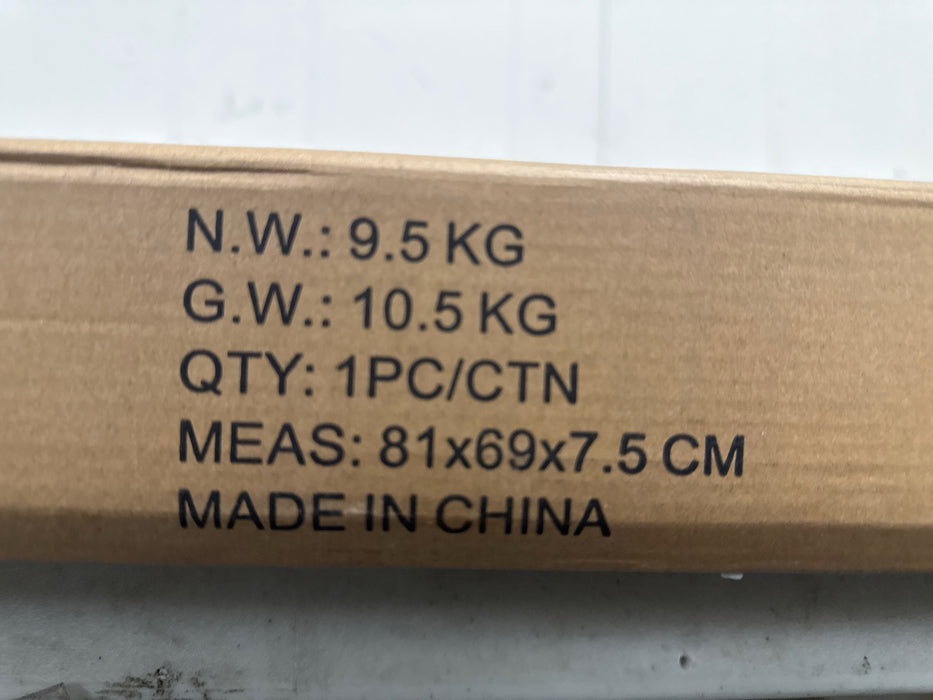 N.W.: 9.5 KG
G.W.: 10.5 KG
QTY: 1PC/CTN
MEAS: 81x69x7.5 CM
MADE IN CHINA